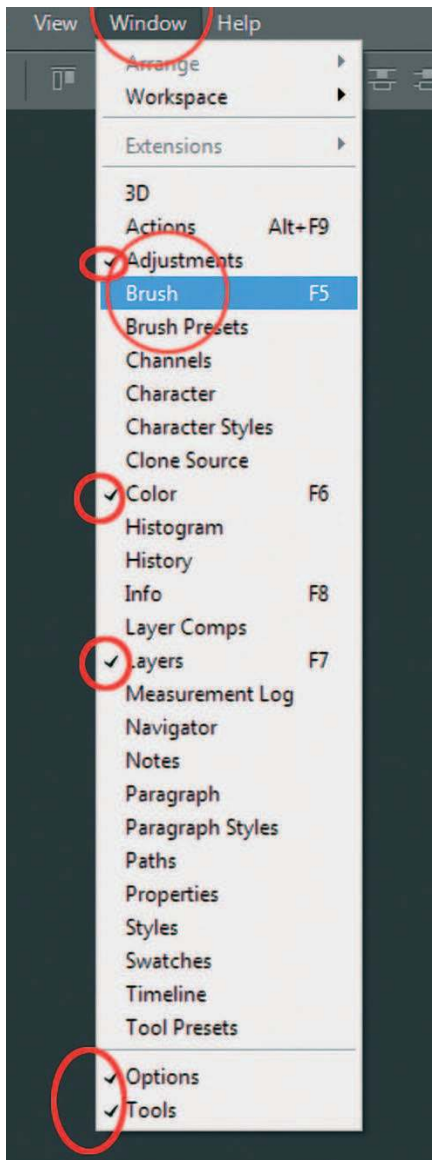 View Window Help
Arrange
Workspace
Extensions
3D
Actions Alt+F9
Adjustments
Brush F5
Brush Presets
Channels
Character
Character Styles
Clone Source
Color F6
Histogram
History
Info F8
Layer Comps
Layers F7
Measurement Log
Navigator
Notes
Paragraph
Paragraph Styles
Paths
Properties
Styles
Swatches
Timeline
Tool Presets
Options
Tools